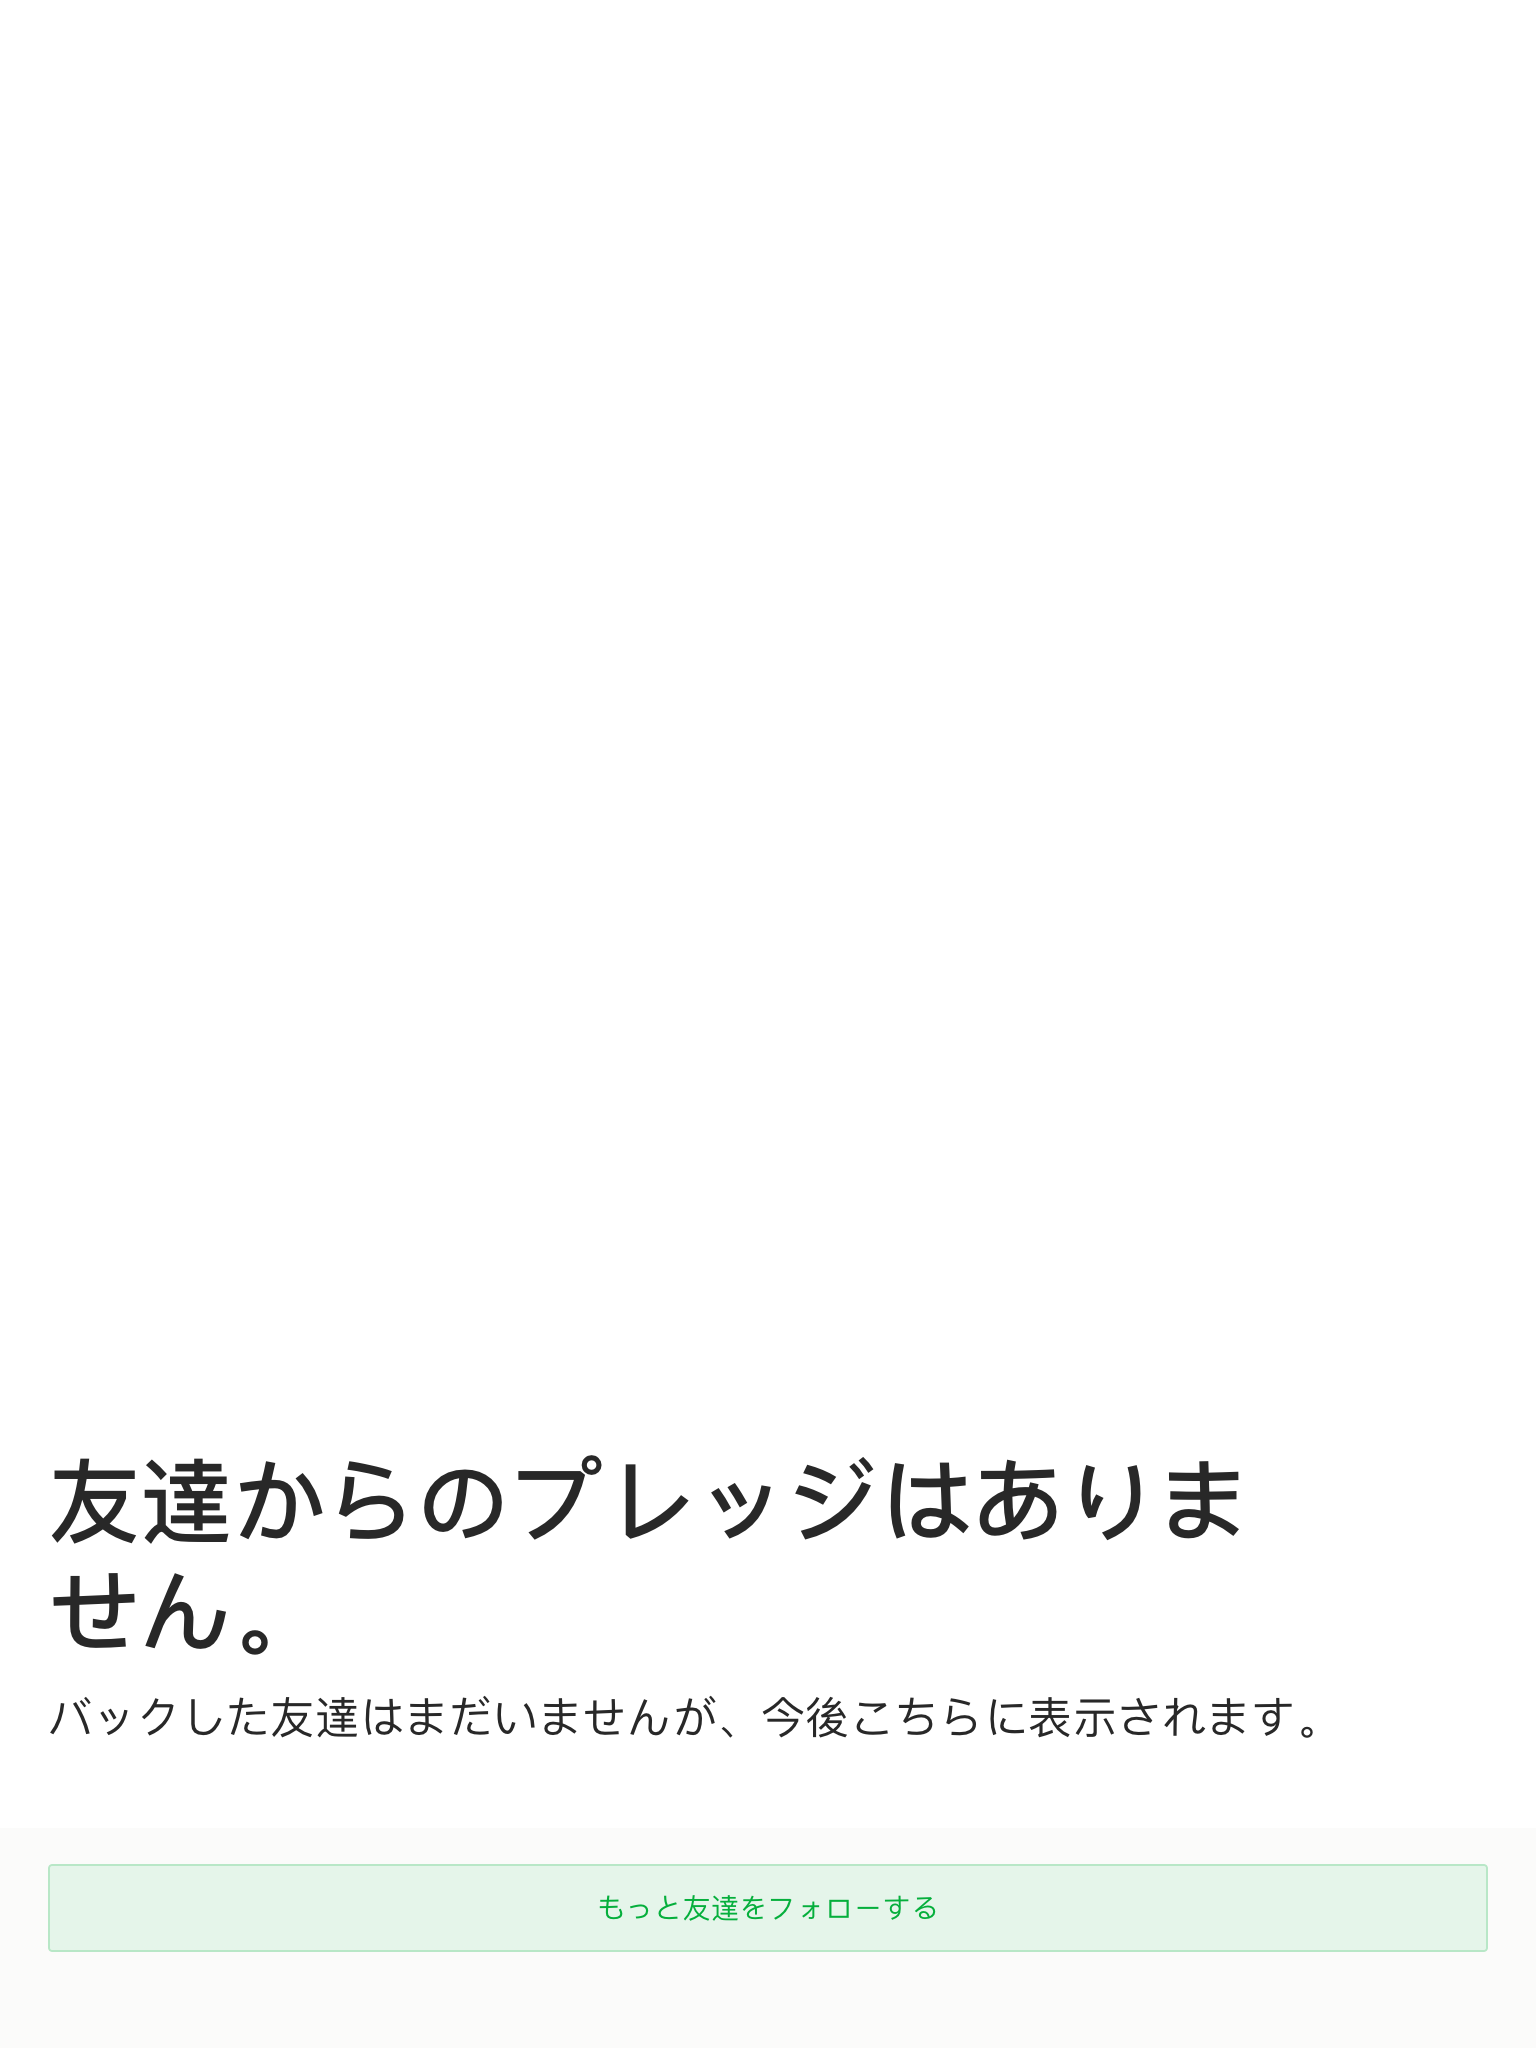 友達からのプレッジはありま
せん。
バックした友達はまだいませんが、今後こちらに表示されます。
もっと友達をフォローする